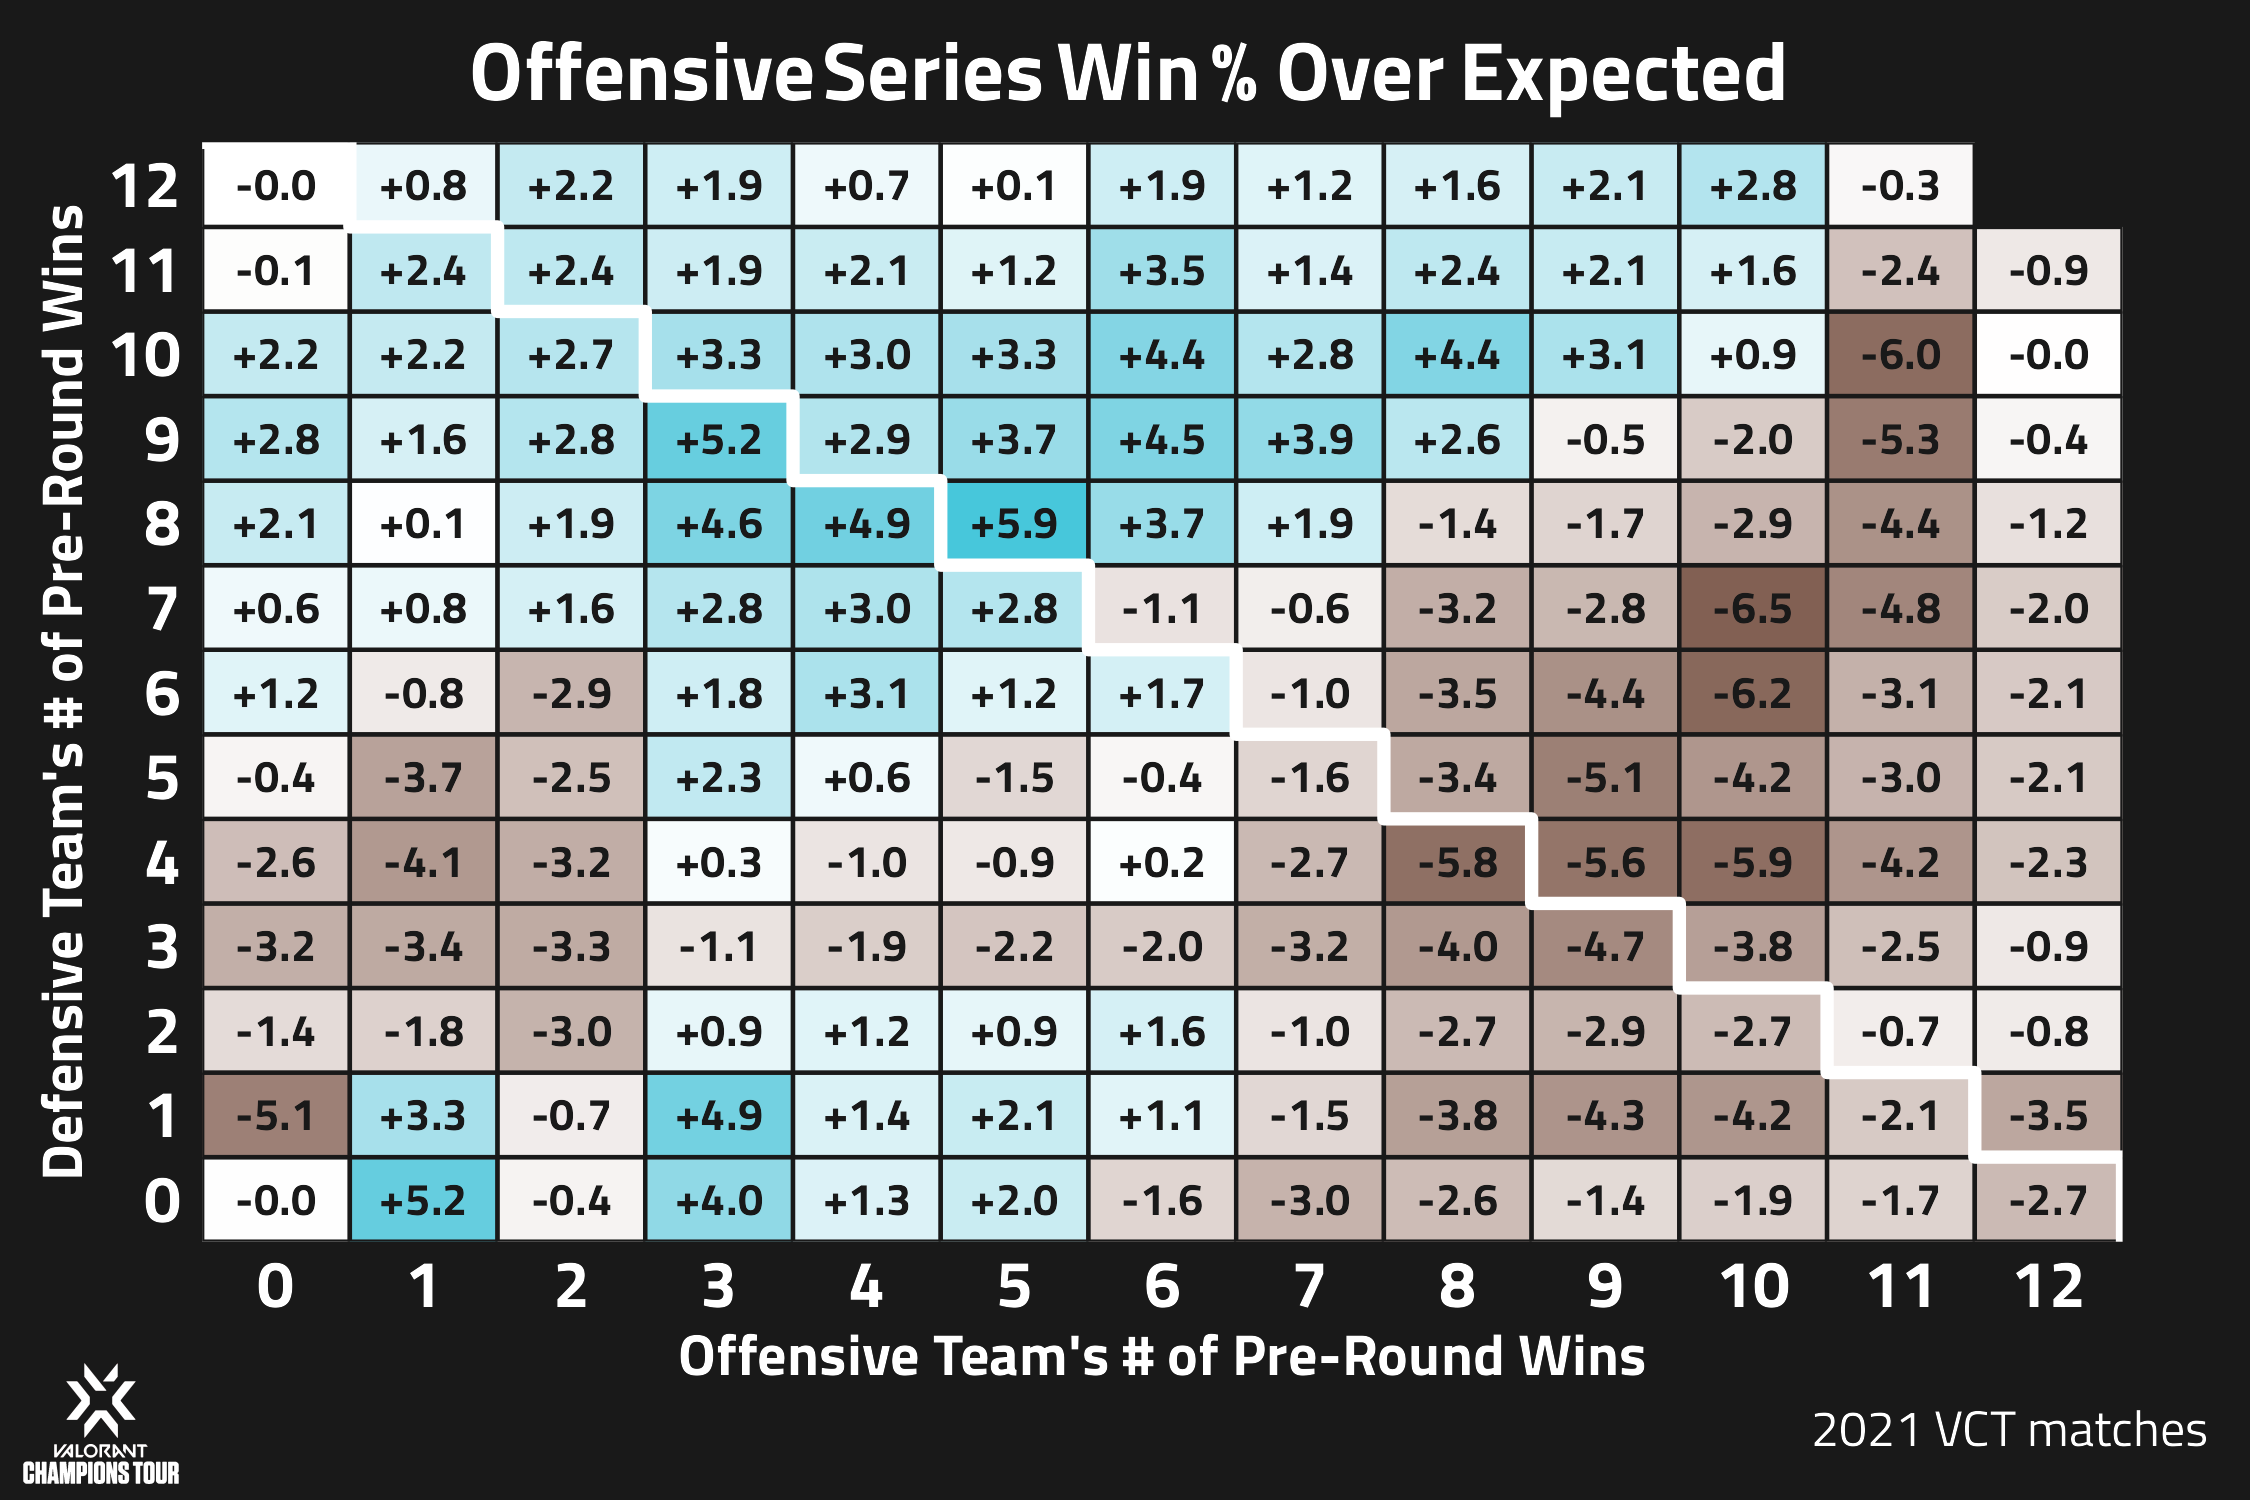 Offensive Series Win % Over Expected
Defensive Team's # of Pre-Round Wins
12 -0.0 +0.8 +2.2 +1.9 +0.7 +0.1 +1.9 +1.2 +1.6 +2.1 +2.8 -0.3
11 -0.1 +2.4 +2.4 +1.9 +2.1 +1.2 +3.5 +1.4 +2.4 +2.1 +1.6 -2.4 -0.9
10 +2.2 +2.2 +2.7 +3.3 +3.0 +3.3 +4.4 +2.8 +4.4 +3.1 +0.9 -6.0 -0.0
9 +2.8 +1.6 +2.8 +5.2 +2.9 +3.7 +4.5 +3.9 +2.6 -0.5 -2.0 -5.3 -0.4
8 +2.1 +0.1 +1.9 +4.6 +4.9 +5.9 +3.7 +1.9 -1.4 -1.7 -2.9 -4.4 -1.2
7 +0.6 +0.8 +1.6 +2.8 +3.0 +2.8 -1.1 -0.6 -3.2 -2.8 -6.5 -4.8 -2.0
6 +1.2 -0.8 -2.9 +1.8 +3.1 +1.2 +1.7 -1.0 -3.5 -4.4 -6.2 -3.1 -2.1
5 -0.4 -3.7 -2.5 +2.3 +0.6 -1.5 -0.4 -1.6 -3.4 -5.1 -4.2 -3.0 -2.1
4 -2.6 -4.1 -3.2 +0.3 -1.0 -0.9 +0.2 -2.7 -5.8 -5.6 -5.9 -4.2 -2.3
3 -3.2 -3.4 -3.3 -1.1 -1.9 -2.2 -2.0 -3.2 -4.0 -4.7 -3.8 -2.5 -0.9
2 -1.4 -1.8 -3.0 +0.9 +1.2 +0.9 +1.6 -1.0 -2.7 -2.9 -2.7 -0.7 -0.8
1 -5.1 +3.3 -0.7 +4.9 +1.4 +2.1 +1.1 -1.5 -3.8 -4.3 -4.2 -2.1 -3.5
0 -0.0 +5.2 -0.4 +4.0 +1.3 +2.0 -1.6 -3.0 -2.6 -1.4 -1.9 -1.7 -2.7
0 1 2 3 4 5 6 7 8 9 10 11 12
Offensive Team's # of Pre-Round Wins
2021 VCT matches
VALORANT
CHAMPIONS TOUR